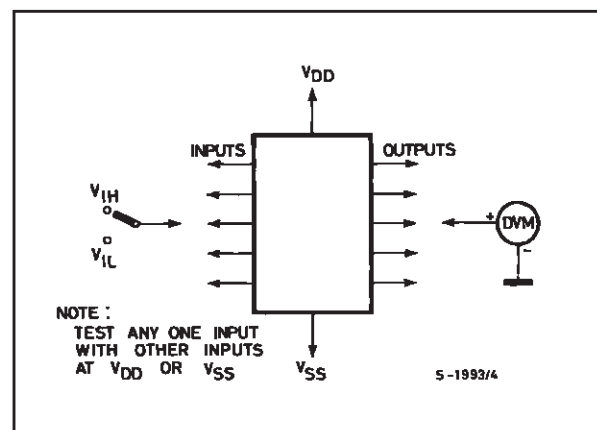 VDD
INPUTS
OUTPUTS
VIH
VIL
+
DVM
-
NOTE :
TEST ANY ONE INPUT
WITH OTHER INPUTS
AT VDD OR VSS
VSS
S-1993/4